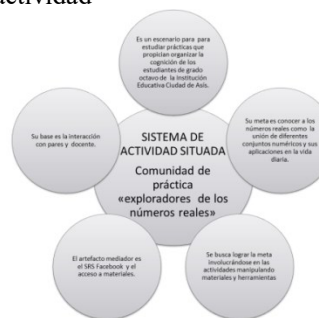 actividad
Es un escenario para para
estudiar prácticas que
propician organizar la
cognición de los
estudiantes de grado
octavo de la Institución
Educativa Ciudad de Asís.
Su base es la interacción
con pares y docente.
SISTEMA DE
ACTIVIDAD SITUADA
Comunidad de
práctica
«exploradores de los
números reales»
Su meta es conocer a los
números reales como la
unión de diferentes
conjuntos numéricos y sus
aplicaciones en la vida
diaria.
El artefacto mediador es
el SRS Facebook y el
acceso a materiales.
Se busca lograr la meta
involucrándose en las
actividades manipulando
materiales y herramientas